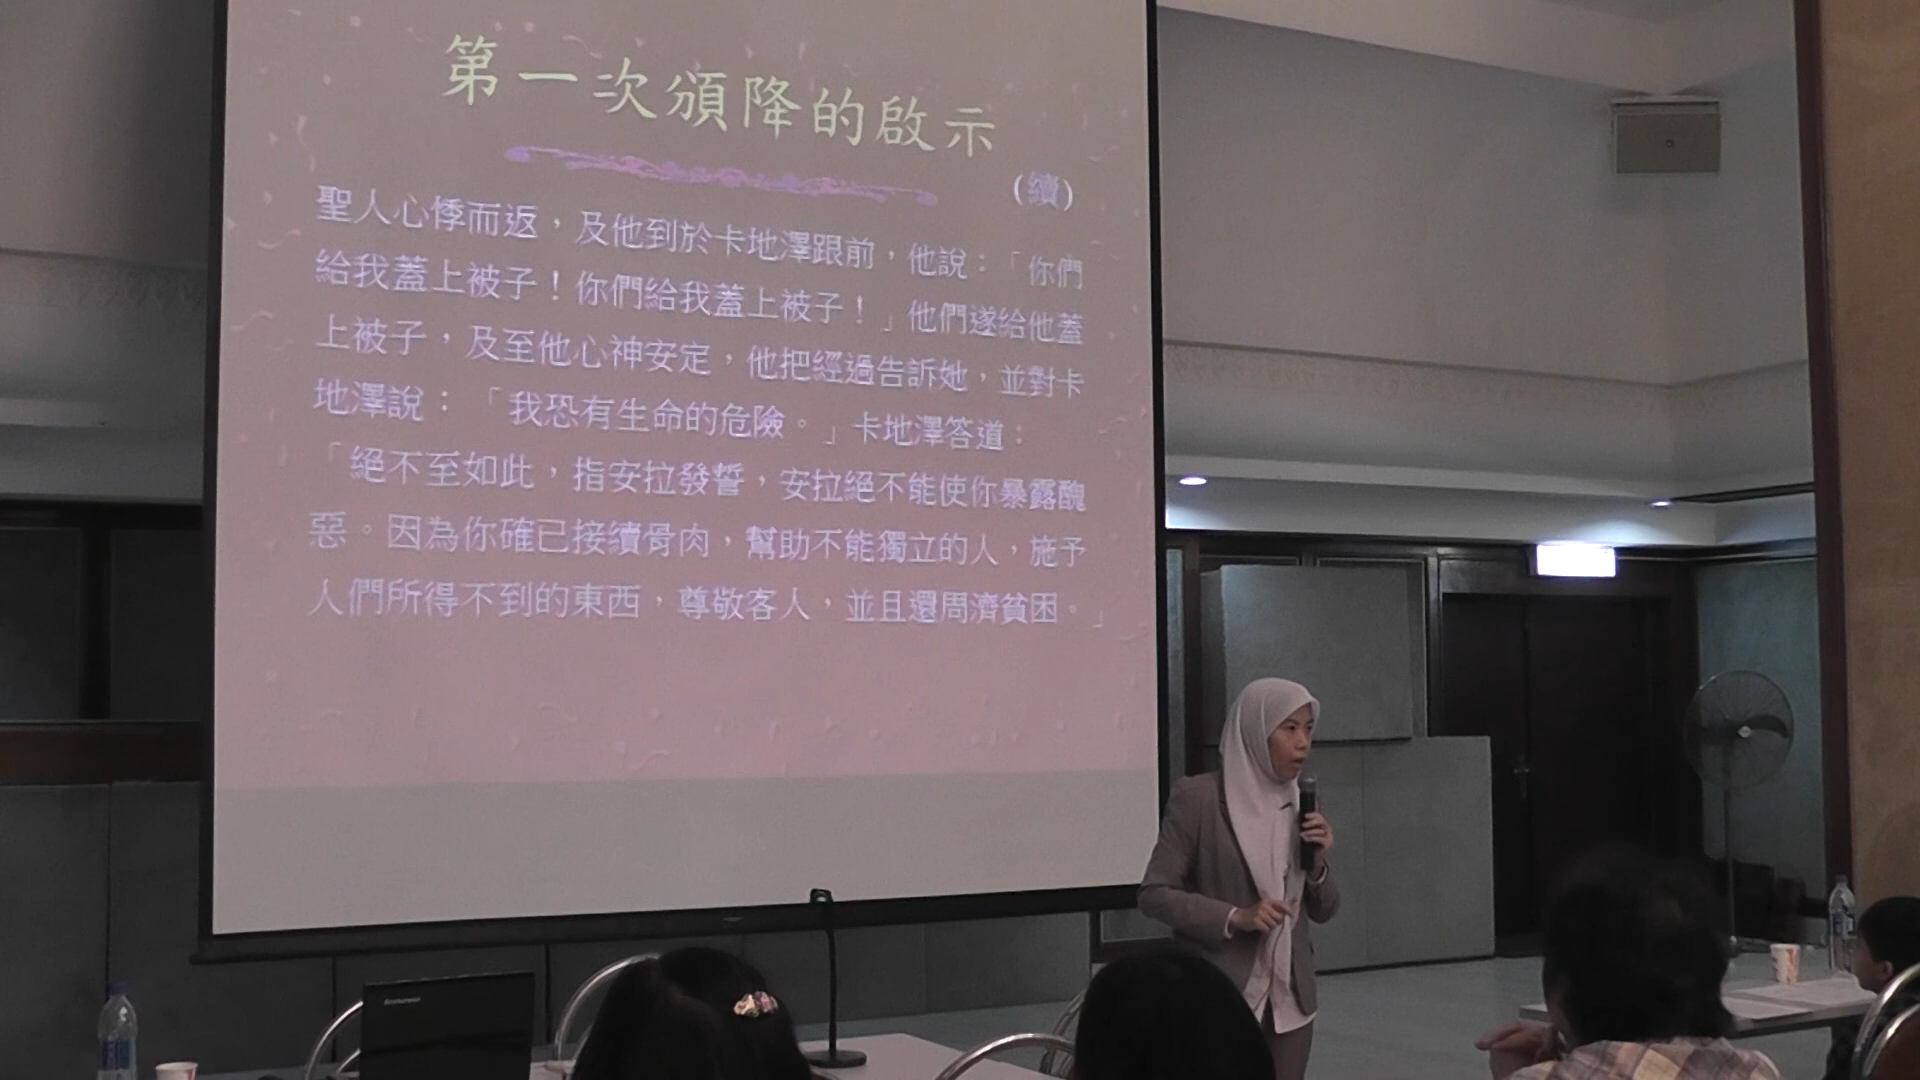 第一次頒降的啟示
(續)
聖人心悸而返，及他到於卡地澤跟前，他說：「你們
給我蓋上被子！你們給我蓋上被子！」他們遂給他蓋
上被子，及至他心神安定，他把經過告訴她，並對卡
地澤說：「我恐有生命的危險。」卡地澤答道：
「絕不至如此，指安拉發誓，安拉絕不能使你暴露醜
惡。因為你確已接續骨肉，幫助不能獨立的人，施予
人們所得不到的東西，尊敬客人，並且還周濟貧困。」
lenovo